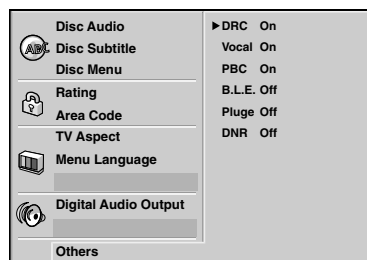 Disc Audio
Disc Subtitle
Disc Menu
ABC
Rating
Area Code
TV Aspect
Menu Language
Digital Audio Output
Others
DRC On
Vocal On
PBC On
B.L.E. Off
Pluge Off
DNR Off